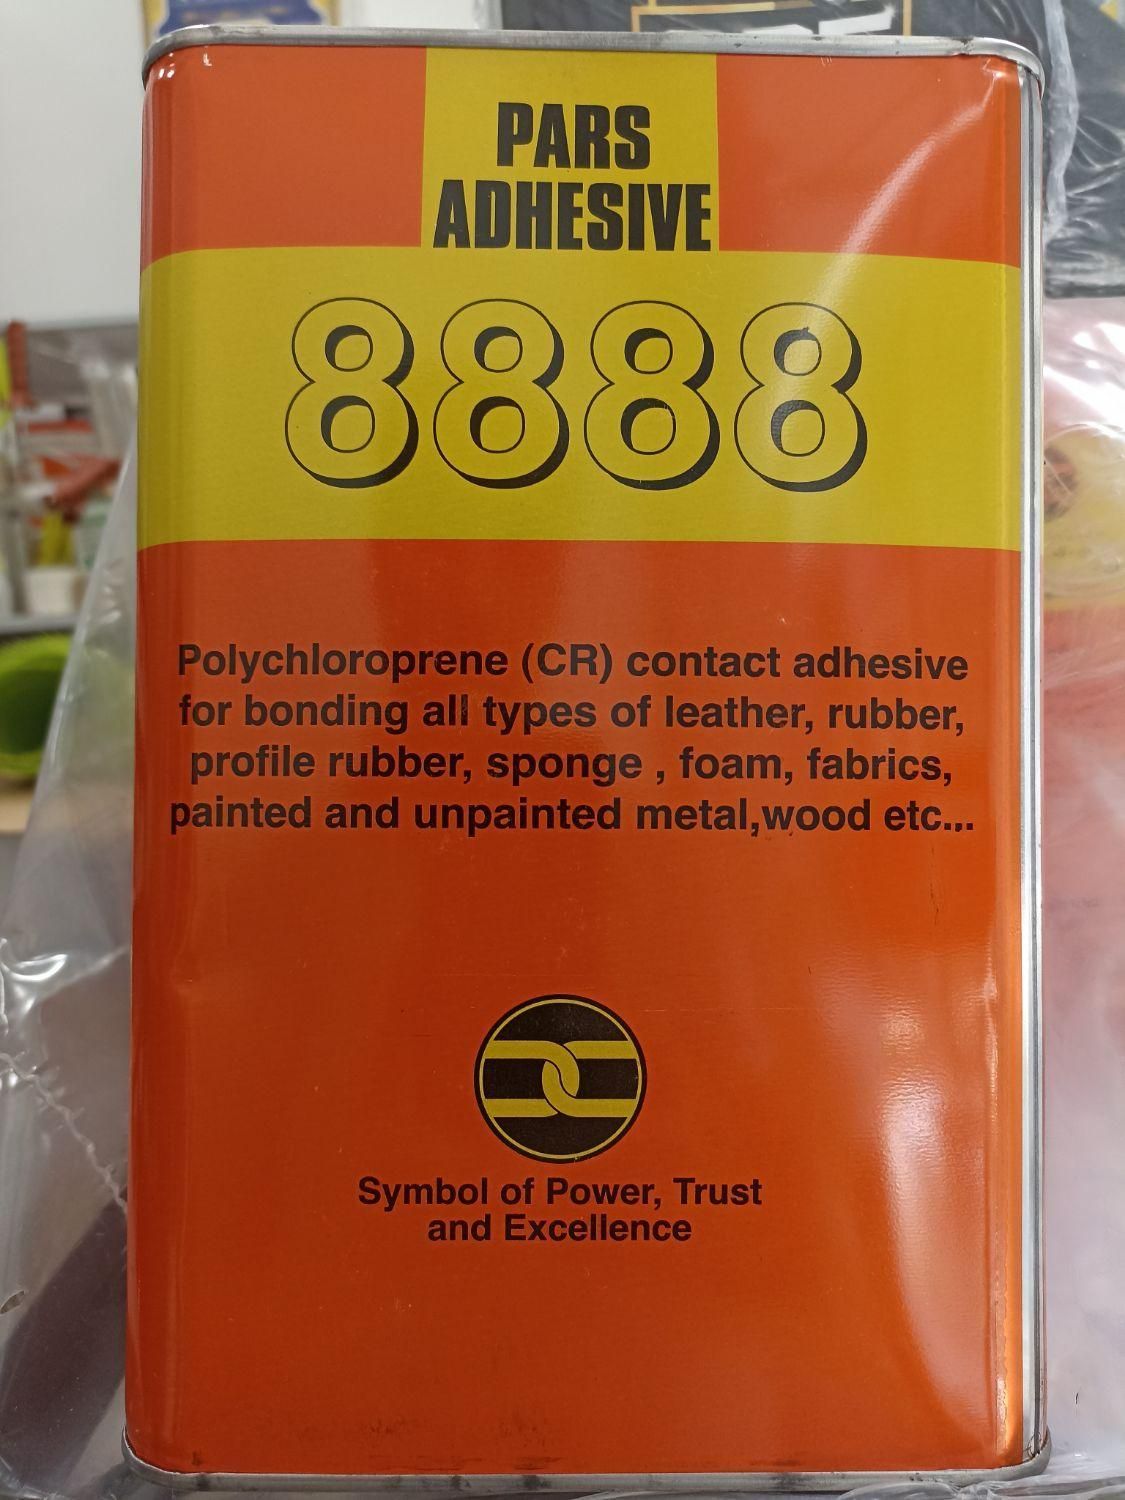 PARS
ADHESIVE
8888
Polychloroprene (CR) contact adhesive
for bonding all types of leather, rubber,
profile rubber, sponge , foam, fabrics,
painted and unpainted metal,wood etc...
Symbol of Power, Trust
and Excellence